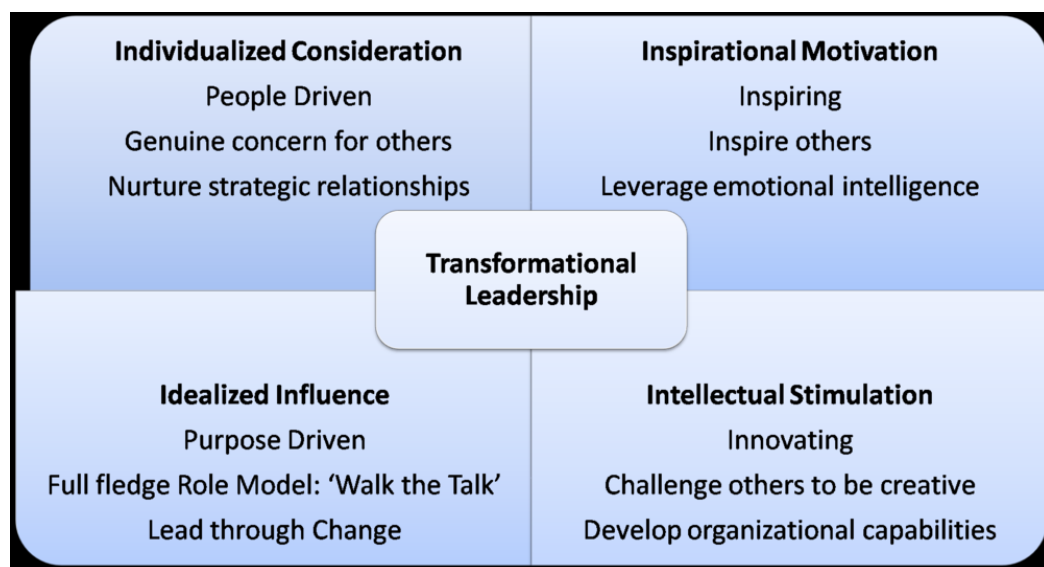 Individualized Consideration
People Driven
Genuine concern for others
Nurture strategic relationships
Inspirational Motivation
Inspiring
Inspire others
Leverage emotional intelligence
Transformational
Leadership
Idealized Influence
Purpose Driven
Full fledge Role Model: ‘Walk the Talk’
Lead through Change
Intellectual Stimulation
Innovating
Challenge others to be creative
Develop organizational capabilities